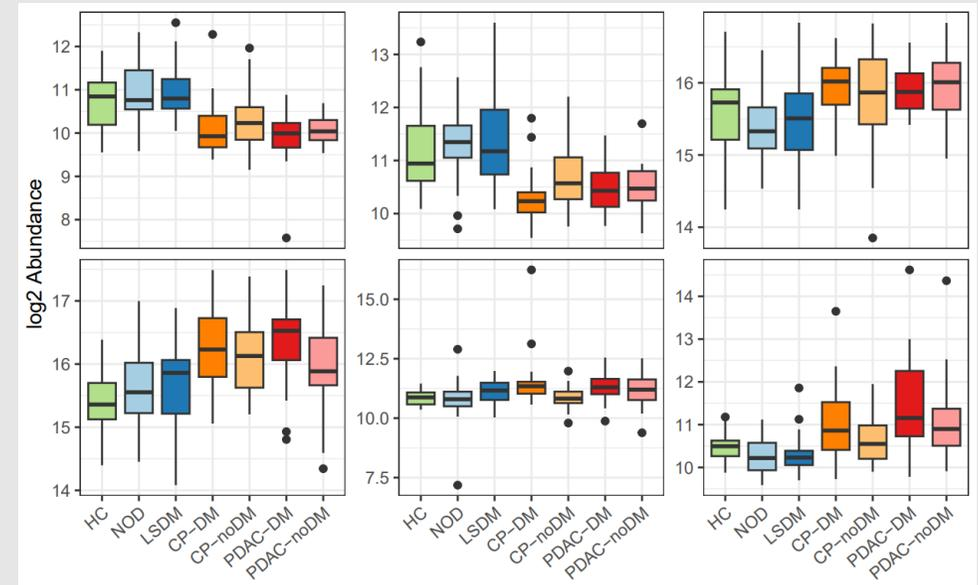 12
11
10
9
8
13
12
11
10
16
15
14
log2 Abundance
17
16
15
14
15.0
12.5
10.0
7.5
14
13
12
11
10
HC
NOD
LSDM
CP−DM
CP−noDM
PDAC−DM
PDAC−noDM
HC
NOD
LSDM
CP−DM
CP−noDM
PDAC−DM
PDAC−noDM
HC
NOD
LSDM
CP−DM
CP−noDM
PDAC−DM
PDAC−noDM